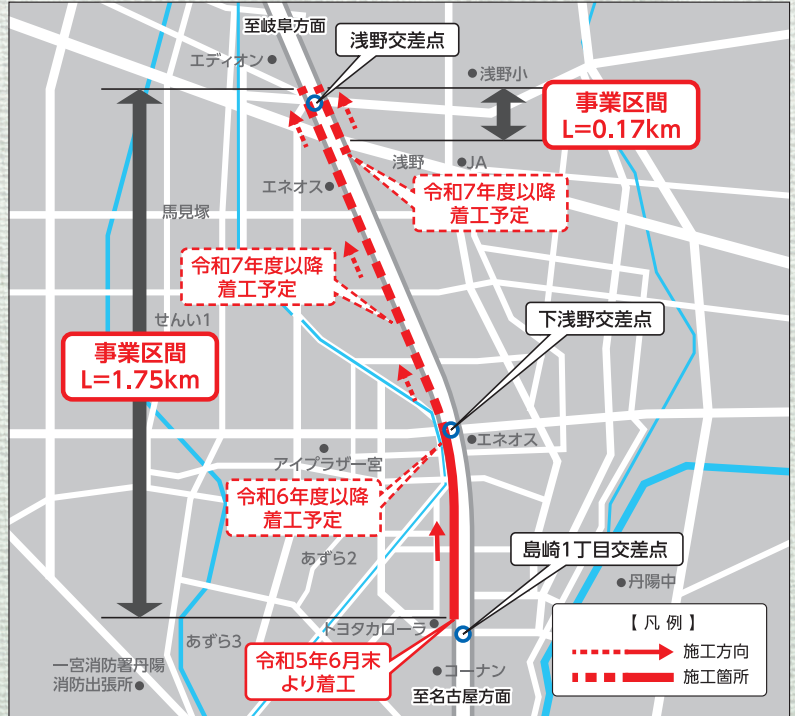 至岐阜方面
浅野交差点
エディオン
浅野小
事業区間
L=0.17km
浅野
JA
エネオス
令和7年度以降
着工予定
馬見塚
令和7年度以降
着工予定
せんい1
下浅野交差点
事業区間
L=1.75km
エネオス
アイプラザ一宮
令和6年度以降
着工予定
島崎1丁目交差点
あずら2
丹陽中
トヨタカローラ
【凡例】
あずら3
令和5年6月末
より着工
施工方向
一宮消防署丹陽
消防出張所
コーナン
施工箇所
至名古屋方面